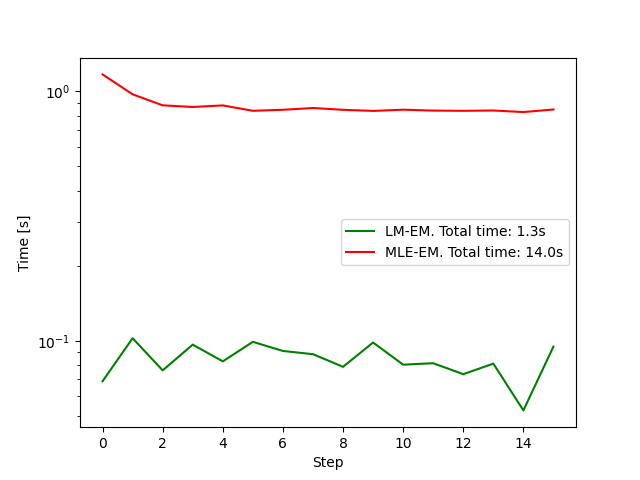 10^0
10^-1
Time [s]
LM-EM. Total time: 1.3s
MLE-EM. Total time: 14.0s
0 2 4 6 8 10 12 14
Step